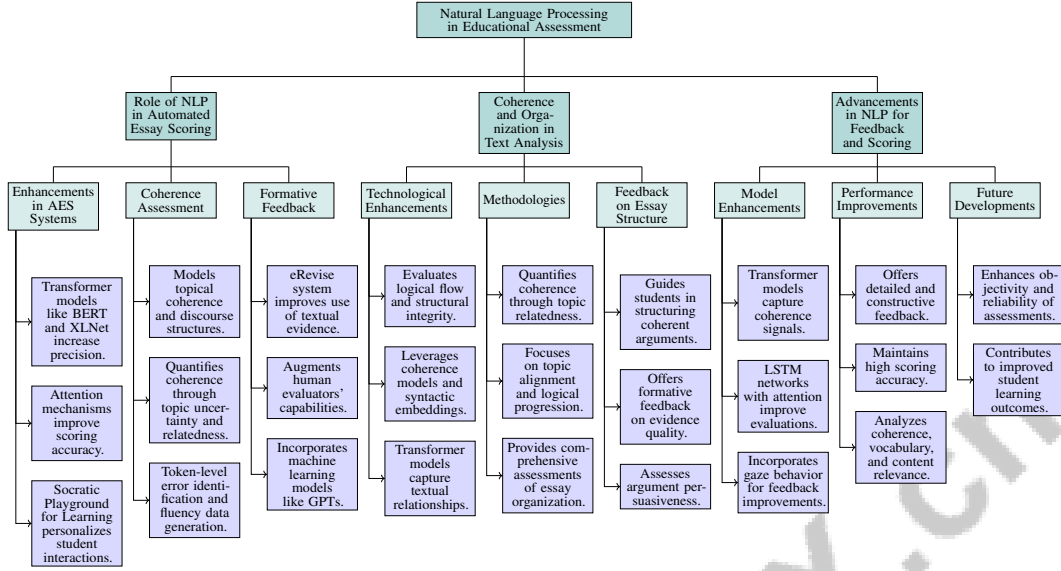 Natural Language Processing
in Educational Assessment
Role of NLP
in Automated
Essay Scoring
Coherence
and Orga-
nization in
Text Analysis
Advancements
in NLP for
Feedback
and Scoring
Enhancements
in AES
Systems
Coherence
Assessment
Formative
Feedback
Technological
Enhancements
Methodologies
Feedback
on Essay
Structure
Model
Enhancements
Performance
Improvements
Future
Developments
Transformer
models
like BERT
and XLNet
increase
precision.
Attention
mechanisms
improve
scoring
accuracy.
Socratic
Playground
for Learning
personalizes
student
interactions.
Models
topical
coherence
and discourse
structures.
Quantifies
coherence
through
topic uncer-
tainty and
relatedness.
Token-level
error identi-
fication and
fluency data
generation.
eRevise
system
improves use
of textual
evidence.
Augments
human
evaluators'
capabilities.
Incorporates
machine
learning
models
like GPTs.
Evaluates
logical flow
and structural
integrity.
Leverages
coherence
models and
syntactic
embeddings.
Transformer
models
capture
textual
relationships.
Quantifies
coherence
through topic
relatedness.
Focuses
on topic
alignment
and logical
progression.
Provides com-
prehensive
assessments
of essay
organization.
Guides
students in
structuring
coherent
arguments.
Offers
formative
feedback
on evidence
quality.
Assesses
argument per-
suasiveness.
Transformer
models
capture
coherence
signals.
LSTM
networks
with attention
improve
evaluations.
Incorporates
gaze behavior
for feedback
improvements.
Offers
detailed and
constructive
feedback.
Maintains
high scoring
accuracy.
Analyzes
coherence,
vocabulary,
and content
relevance.
Enhances ob-
jectivity and
reliability of
assessments.
Contributes
to improved
student
learning
outcomes.